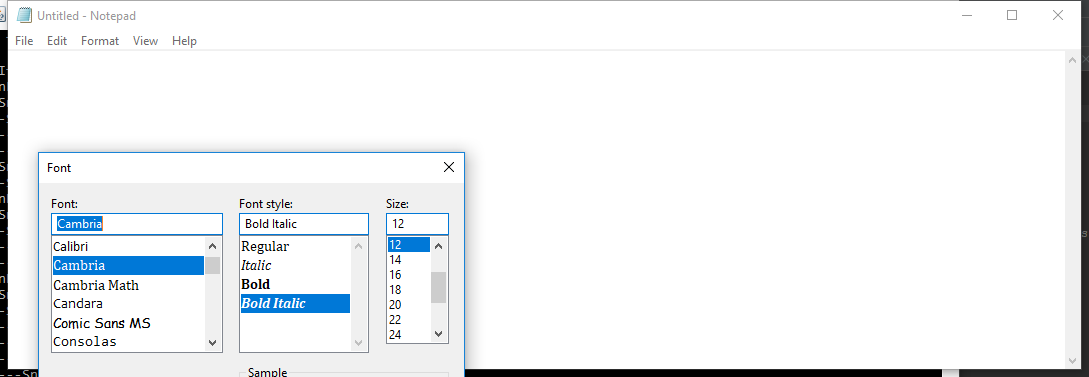 Untitled - Notepad
File Edit Format View Help
Font
Font: Font style: Size:
Cambria Bold Italic 12
Calibri Regular 12
Cambria Italic 14
Cambria Math Bold 16
Candara Bold Italic 18
Comic Sans MS 20
Consolas 22
24
Sample